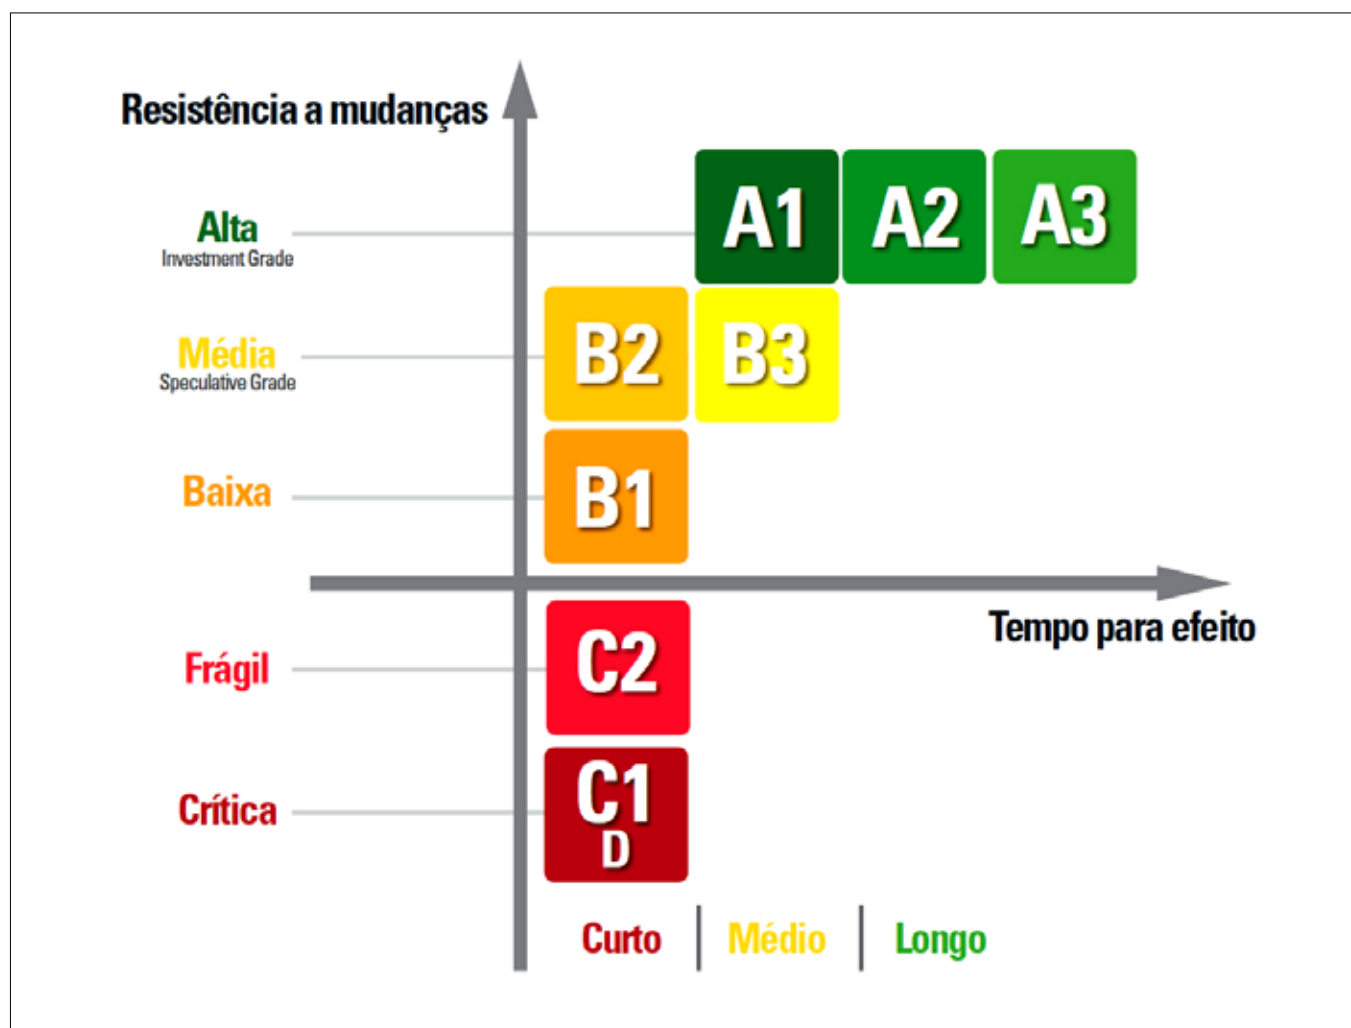 Resistência a mudanças
Alta
Investment Grade
A1 A2 A3
Média
Speculative Grade
B2 B3
Baixa
B1
Tempo para efeito
Frágil
C2
Crítica
C1
D
Curto Médio Longo